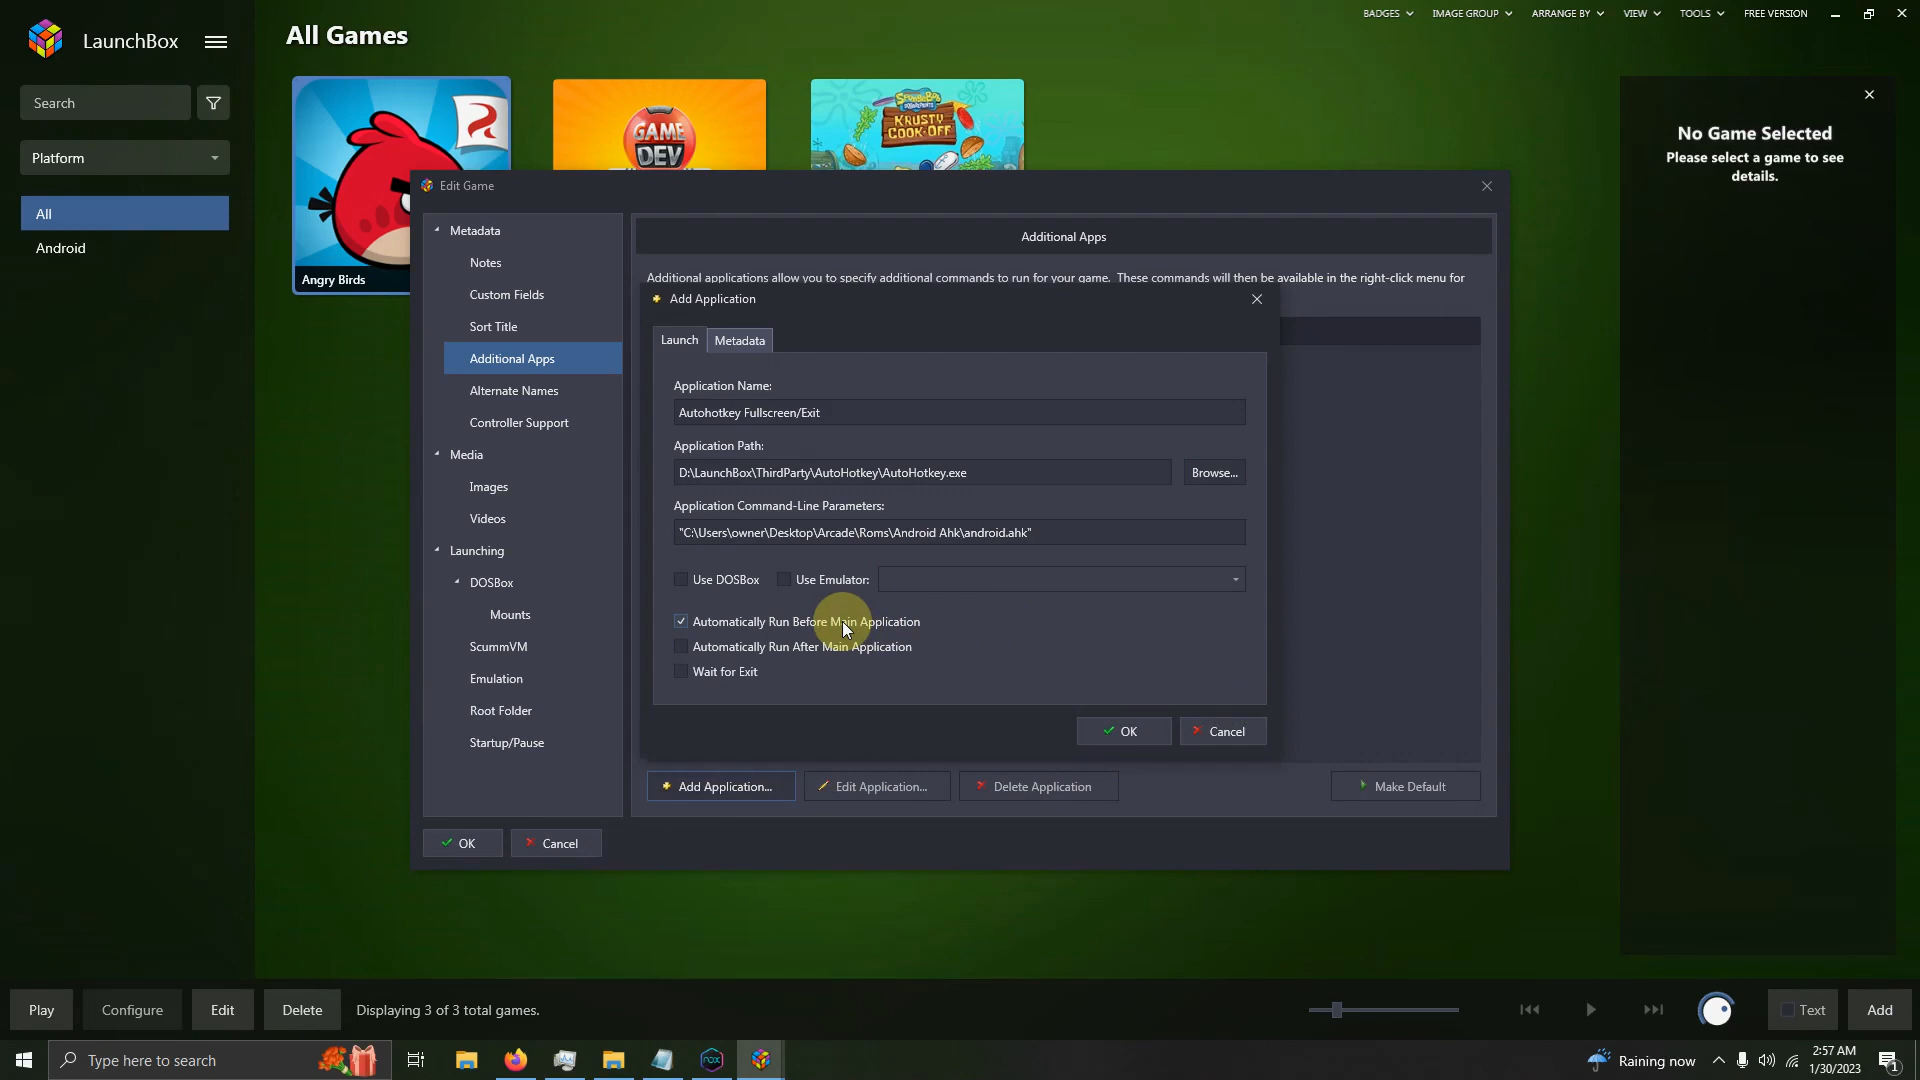 LaunchBox
All Games
BADGES
IMAGE GROUP
ARRANGE BY
VIEW
TOOLS
FREE VERSION
Search
Platform
All
Android
Angry Birds
GAME
DEV
SPONGEBOB
KRUSTY
COOK-OFF
No Game Selected
Please select a game to see
details.
Edit Game
Metadata
Notes
Custom Fields
Sort Title
Additional Apps
Alternate Names
Controller Support
Media
Images
Videos
Launching
DOSBox
Mounts
ScummVM
Emulation
Root Folder
Startup/Pause
Additional Apps
Additional applications allow you to specify additional commands to run for your game. These commands will then be available in the right-click menu for
Add Application
Launch
Metadata
Application Name:
Autohotkey Fullscreen/Exit
Application Path:
D:\LaunchBox\ThirdParty\AutoHotkey\AutoHotkey.exe
Browse...
Application Command-Line Parameters:
"C:\Users\owner\Desktop\Arcade\Roms\Android Ahk\android.ahk"
Use DOSBox
Use Emulator:
Automatically Run Before Main Application
Automatically Run After Main Application
Wait for Exit
OK
Cancel
Add Application...
Edit Application...
Delete Application
Make Default
OK
Cancel
Play
Configure
Edit
Delete
Displaying 3 of 3 total games.
Text
Add
Type here to search
nox
Raining now
2:57 AM
1/30/2023
1